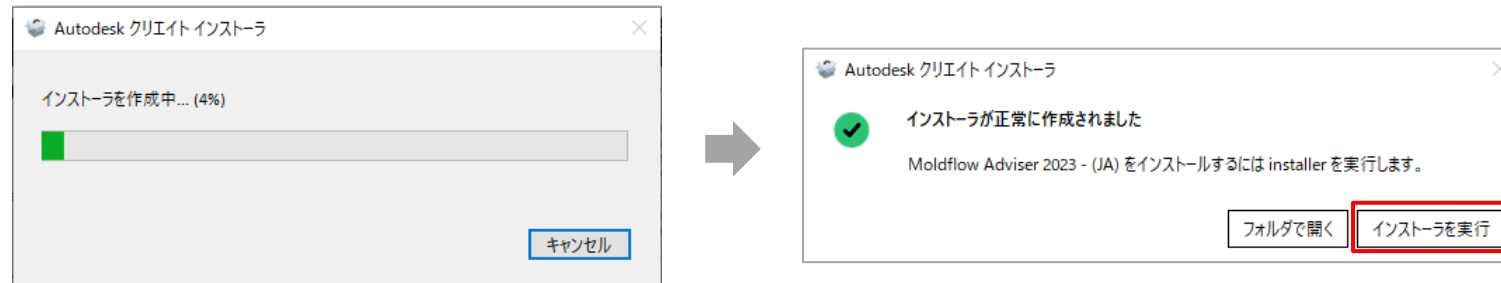 Autodesk クリエイト インストーラ
インストーラを作成中... (4%)
キャンセル
Autodesk クリエイト インストーラ
インストーラが正常に作成されました
Moldflow Adviser 2023 - (JA) をインストールするには installer を実行します。
フォルダで開く
インストーラを実行